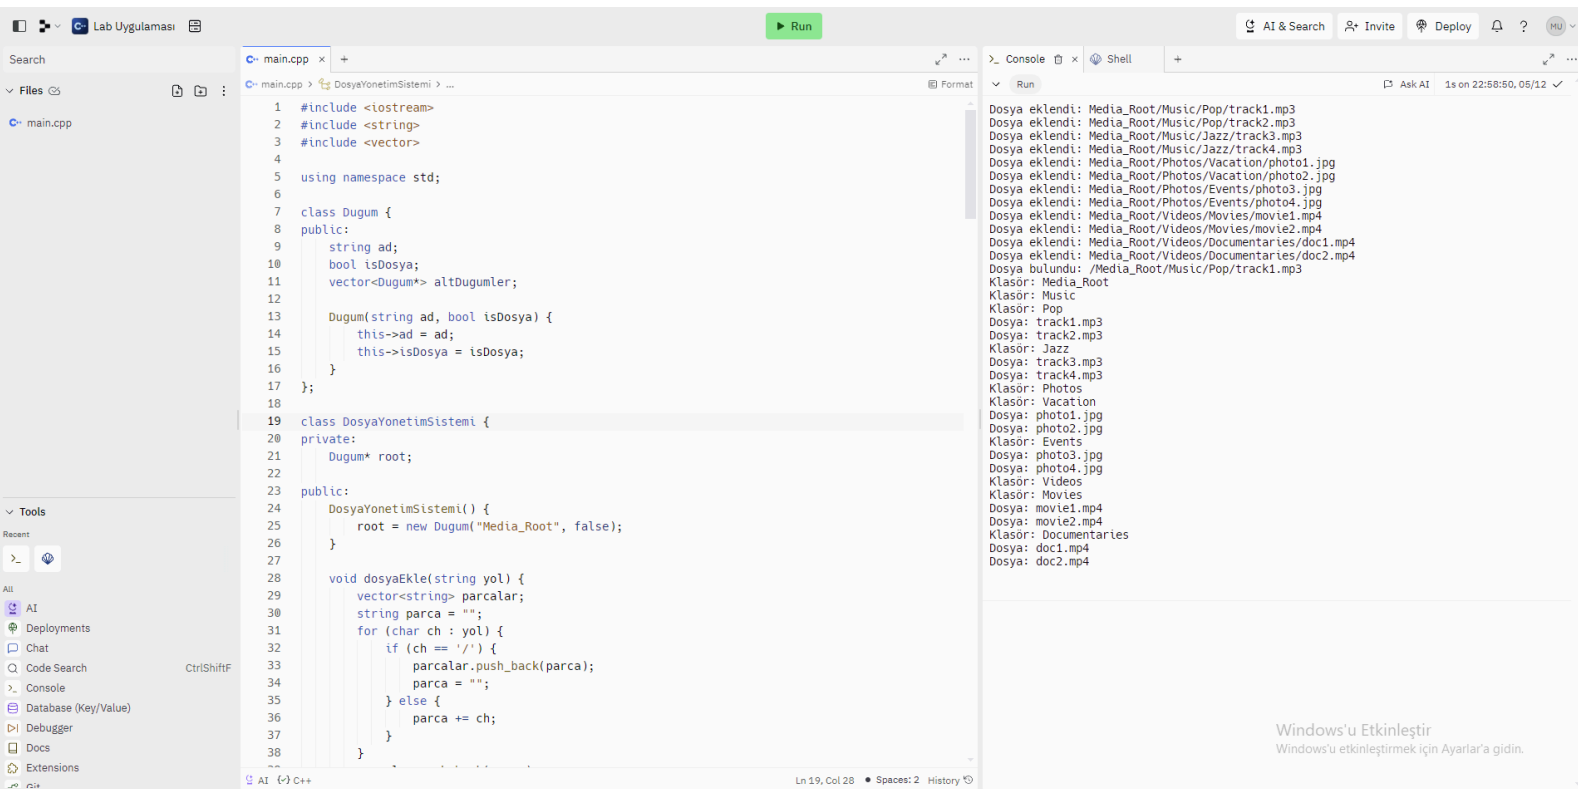 Lab Uygulaması
Run
AI & Search
Invite
Deploy
?
MU
Search
main.cpp ×
+
Console ×
Shell
+
Files
main.cpp > DosyaYonetimSistemi > ...
Format
Run
Ask AI
1s on 22:58:50, 05/12
main.cpp
1 #include <iostream>
2 #include <string>
3 #include <vector>
4
5 using namespace std;
6
7 class Dugum {
8 public:
9 string ad;
10 bool isDosya;
11 vector<Dugum*> altDugumler;
12
13 Dugum(string ad, bool isDosya) {
14 this->ad = ad;
15 this->isDosya = isDosya;
16 }
17 };
18
19 class DosyaYonetimSistemi {
20 private:
21 Dugum* root;
22
23 public:
24 DosyaYonetimSistemi() {
25 root = new Dugum("Media_Root", false);
26 }
27
28 void dosyaEkle(string yol) {
29 vector<string> parcalar;
30 string parca = "";
31 for (char ch : yol) {
32 if (ch == '/') {
33 parcalar.push_back(parca);
34 parca = "";
35 } else {
36 parca += ch;
37 }
38 }
Dosya eklendi: Media_Root/Music/Pop/track1.mp3
Dosya eklendi: Media_Root/Music/Pop/track2.mp3
Dosya eklendi: Media_Root/Music/Jazz/track3.mp3
Dosya eklendi: Media_Root/Music/Jazz/track4.mp3
Dosya eklendi: Media_Root/Photos/Vacation/photo1.jpg
Dosya eklendi: Media_Root/Photos/Vacation/photo2.jpg
Dosya eklendi: Media_Root/Photos/Events/photo3.jpg
Dosya eklendi: Media_Root/Photos/Events/photo4.jpg
Dosya eklendi: Media_Root/Videos/Movies/movie1.mp4
Dosya eklendi: Media_Root/Videos/Movies/movie2.mp4
Dosya eklendi: Media_Root/Videos/Documentaries/doc1.mp4
Dosya eklendi: Media_Root/Videos/Documentaries/doc2.mp4
Dosya bulundu: /Media_Root/Music/Pop/track1.mp3
Klasör: Media_Root
Klasör: Music
Klasör: Pop
Dosya: track1.mp3
Dosya: track2.mp3
Klasör: Jazz
Dosya: track3.mp3
Dosya: track4.mp3
Klasör: Photos
Klasör: Vacation
Dosya: photo1.jpg
Dosya: photo2.jpg
Klasör: Events
Dosya: photo3.jpg
Dosya: photo4.jpg
Klasör: Videos
Klasör: Movies
Dosya: movie1.mp4
Dosya: movie2.mp4
Klasör: Documentaries
Dosya: doc1.mp4
Dosya: doc2.mp4
Tools
Recent
All
AI
Deployments
Chat
Code Search CtrlShiftF
Console
Database (Key/Value)
Debugger
Docs
Extensions
Git
AI
C++
Ln 19, Col 28
Spaces: 2
History
Windows'u Etkinleştir
Windows'u etkinleştirmek için Ayarlar'a gidin.